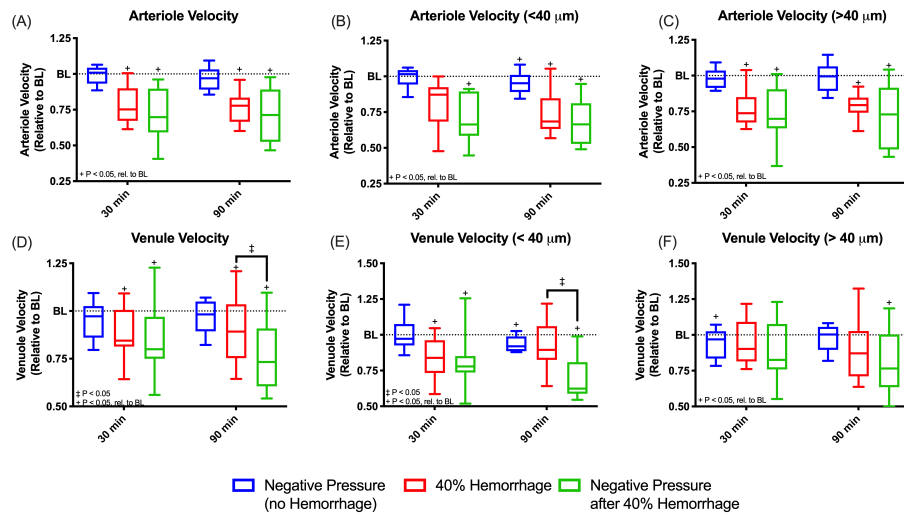 (A)
Arteriole Velocity
Arteriole Velocity
(Relative to BL)
1.25
BL
0.75
0.50
0.25
+ + + +
+ P < 0.05, rel. to BL
30 min
90 min
(B)
Arteriole Velocity (<40 μm)
Arteriole Velocity
(Relative to BL)
1.25
BL
0.75
0.50
0.25
+ + + +
+ P < 0.05, rel. to BL
30 min
90 min
(C)
Arteriole Velocity (>40 μm)
Arteriole Velocity
(Relative to BL)
1.25
BL
0.75
0.50
0.25
+ + + +
+ P < 0.05, rel. to BL
30 min
90 min
(D)
Venule Velocity
Venuole Velocity
(Relative to BL)
1.25
BL
0.75
0.50
‡
+ + + +
‡ P < 0.05
+ P < 0.05, rel. to BL
30 min
90 min
(E)
Venule Velocity (< 40 μm)
Venuole Velocity
(Relative to BL)
1.50
1.25
BL
0.75
0.50
‡
+ + + +
‡ P < 0.05
+ P < 0.05, rel. to BL
30 min
90 min
(F)
Venule Velocity (> 40 μm)
Venuole Velocity
(Relative to BL)
1.50
1.25
BL
0.75
0.50
+ +
+ P < 0.05, rel. to BL
30 min
90 min
Negative Pressure
(no Hemorrhage)
40% Hemorrhage
Negative Pressure
after 40% Hemorrhage